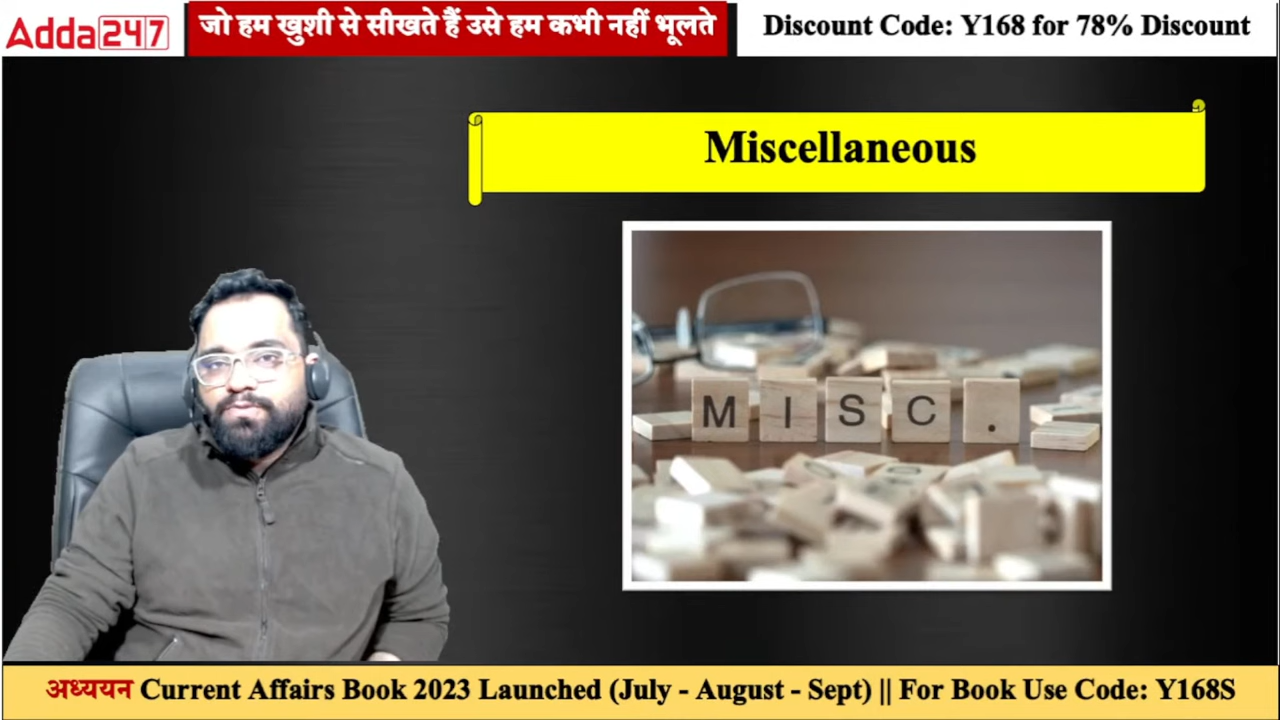 Adda247
जो हम खुशी से सीखते हैं उसे हम कभी नहीं भूलते
Discount Code: Y168 for 78% Discount
Miscellaneous
MISC.
अध्ययन Current Affairs Book 2023 Launched (July - August - Sept) || For Book Use Code: Y168S